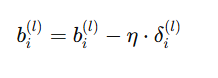 b_i^{(l)} = b_i^{(l)} − η · δ_i^{(l)}